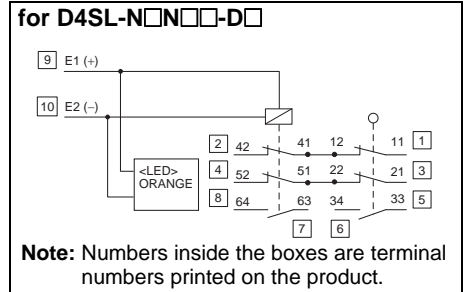 for D4SL-N□N□□-D□
9 E1 (+)
10 E2 (−)
2 42 41 12 11 1
<LED>
ORANGE
4 52 51 22 21 3
8 64 63 34 33 5
7 6
Note: Numbers inside the boxes are terminal
numbers printed on the product.